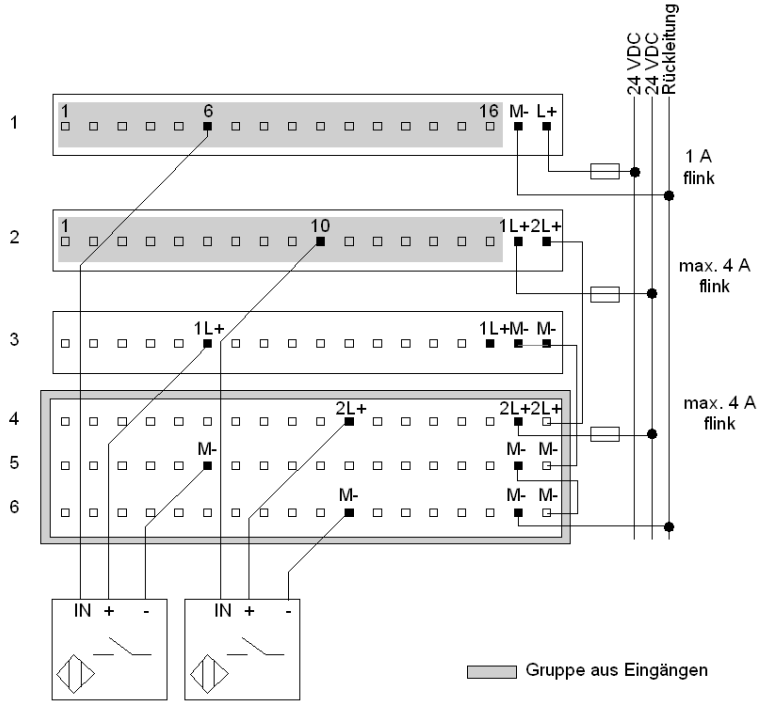 24 VDC
24 VDC
Rückleitung
1
1 6 16 M- L+
1 A
flink
2
1 10 1L+ 2L+
max. 4 A
flink
3
1L+ 1L+ M- M-
4
2L+ 2L+ 2L+
max. 4 A
flink
5
M- M- M-
6
M- M- M-
IN + -
IN + -
Gruppe aus Eingängen